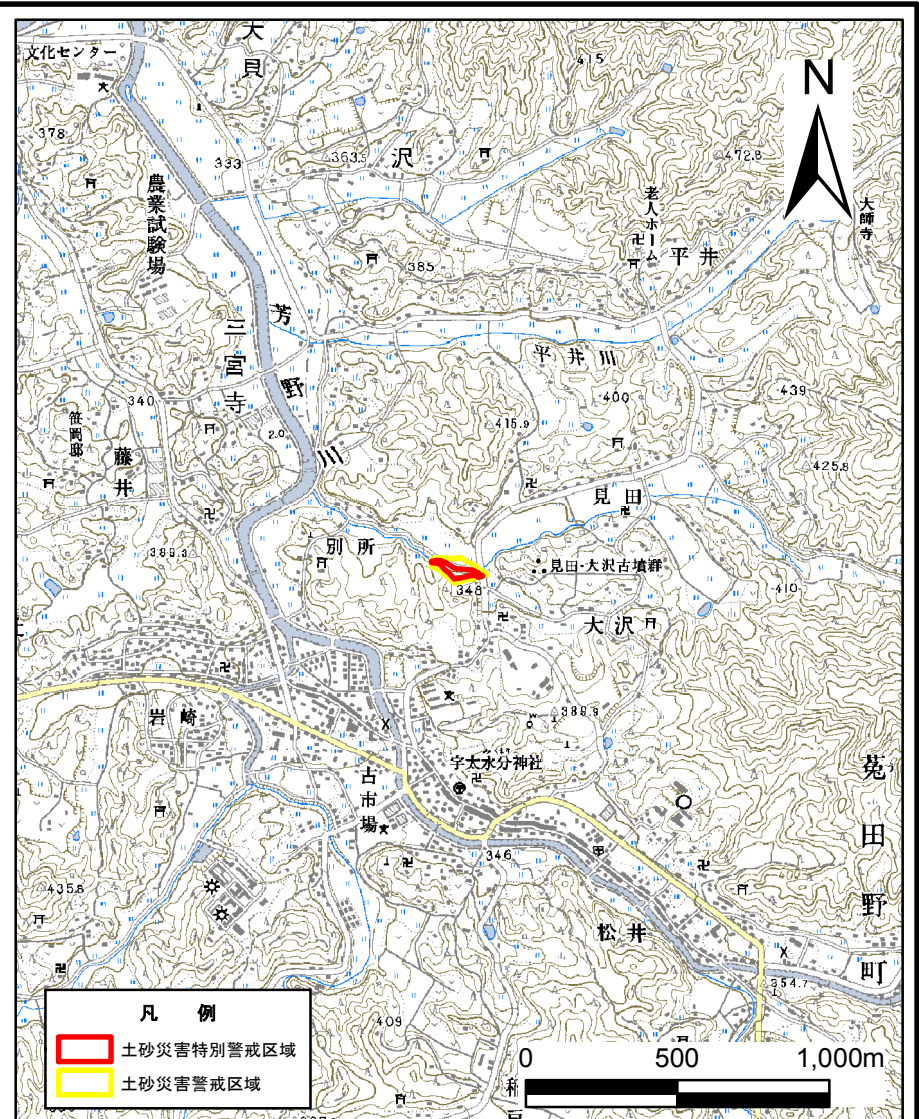 文化センター
大貝
415
N
378
333
363.5
沢
472.8
農業試験場
老人ホーム
大師寺
385
平井
芳野川
三宮寺
平井川
340
400
439
笹岡邸
415.9
2.0
藤井
425.8
見田
389.3
別所
見田・大沢古墳群
348
410
大沢
岩崎
389.9
みくまり
宇太水分神社
菟田野町
古市場
346
435.8
松井
354.7
凡 例
土砂災害特別警戒区域
土砂災害警戒区域
409
0 500 1,000m